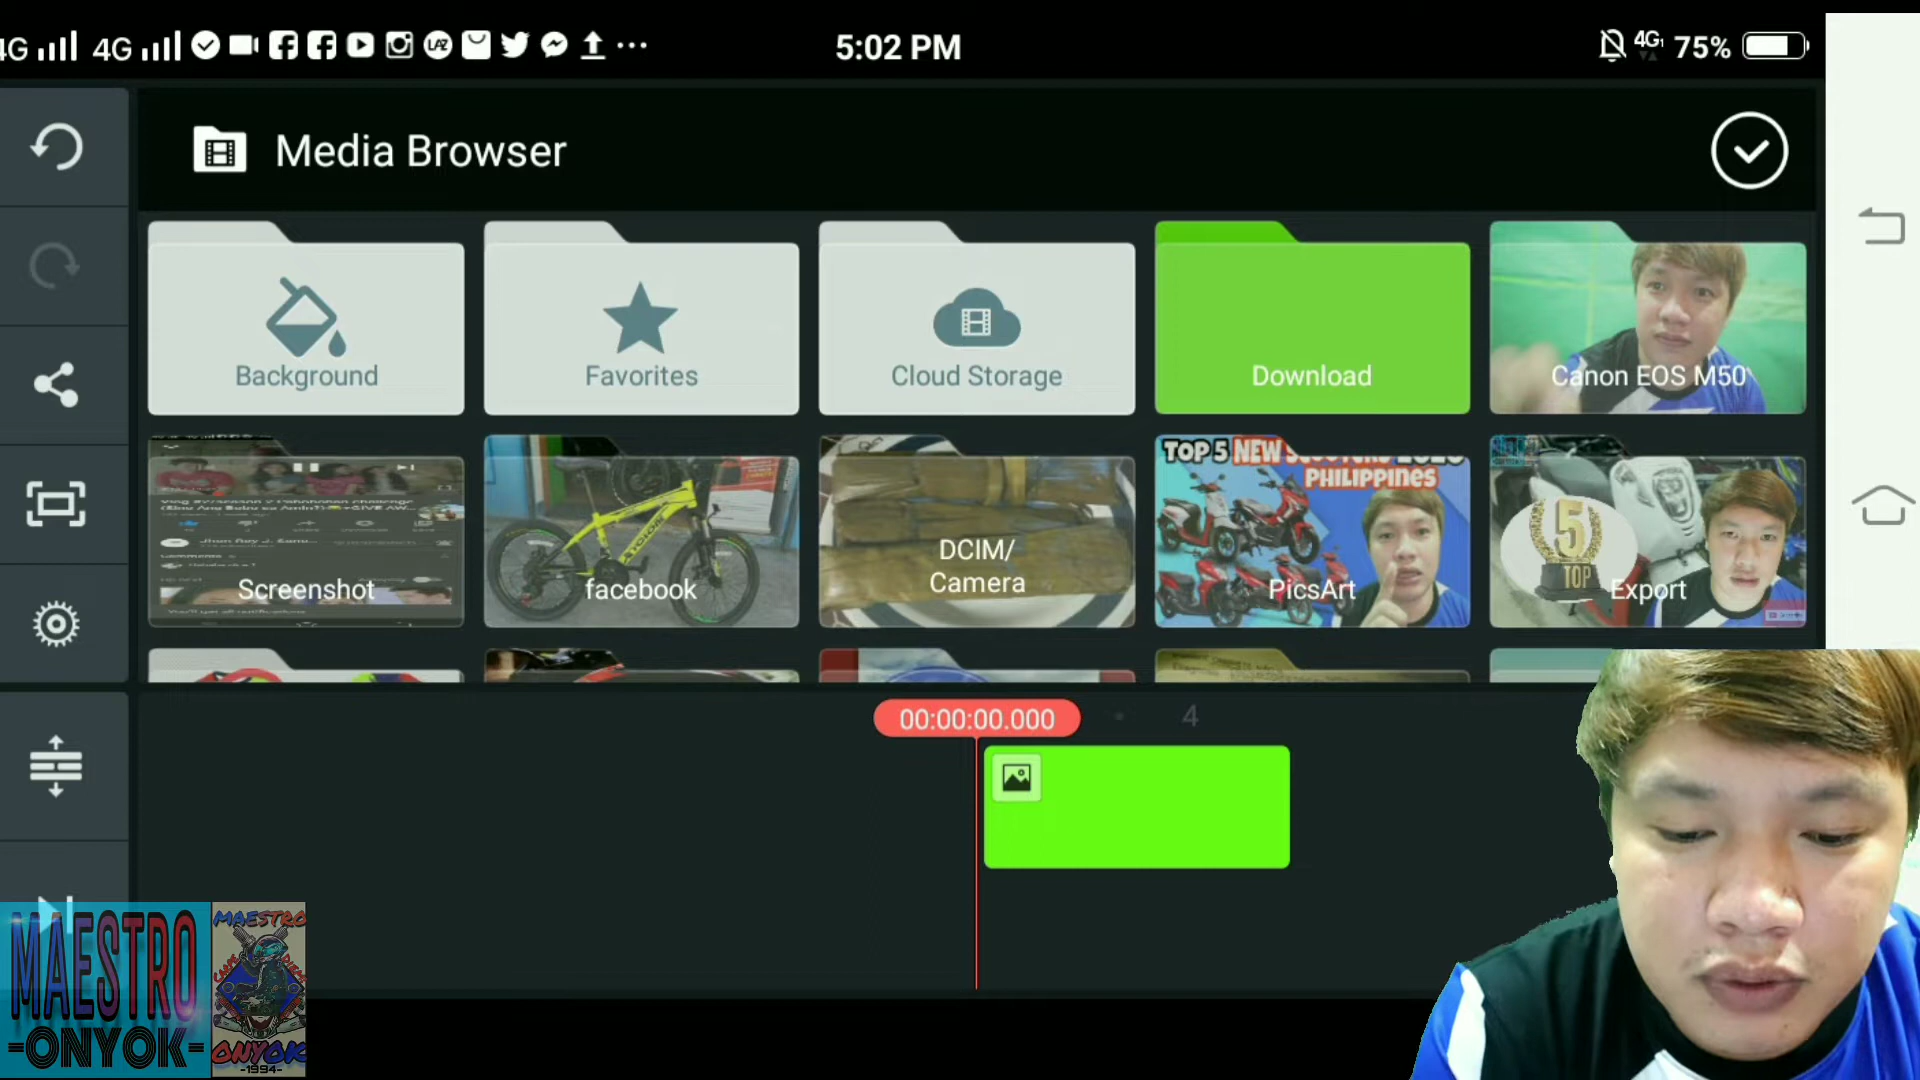 4G 4G LAZ 5:02 PM 4G 75%
Media Browser
Background
Favorites
Cloud Storage
Download
Canon EOS M50
Screenshot
facebook
DCIM/
Camera
TOP 5 NEW
PHILIPPINES
PicsArt
5
TOP
Export
00:00:00.000
4
MAESTRO
-ONYOK-
MAESTRO
ONYOK
-1994-